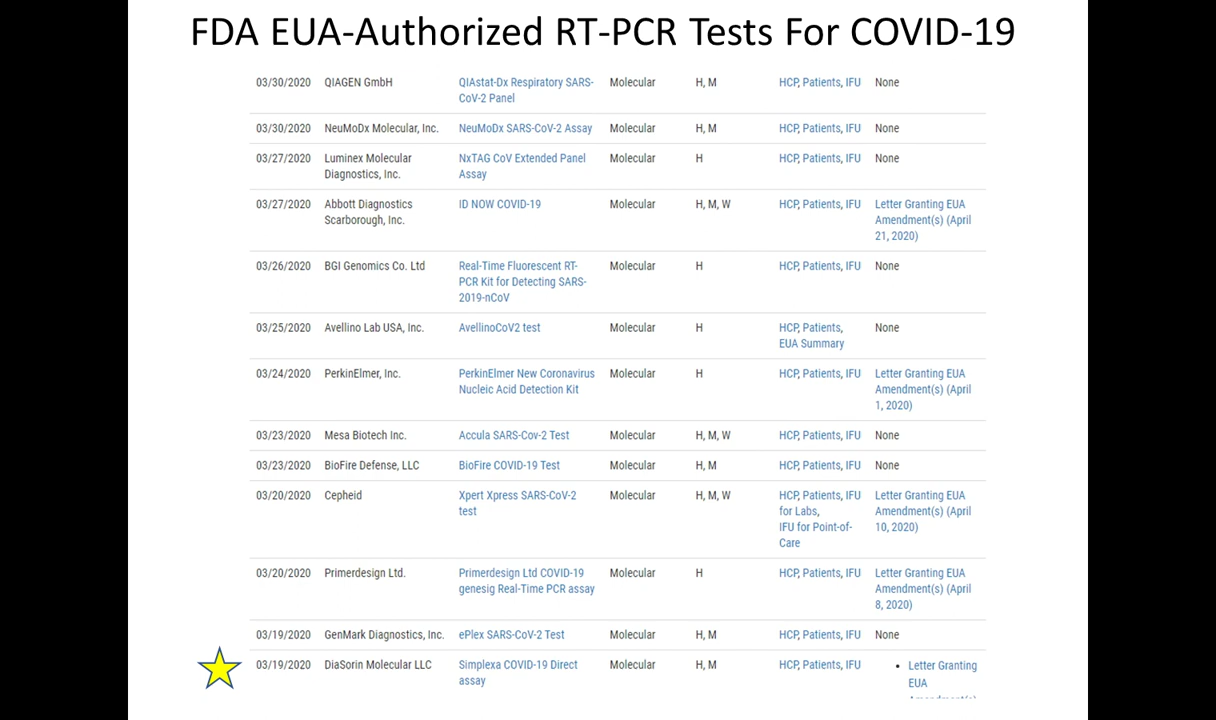 FDA EUA-Authorized RT-PCR Tests For COVID-19
03/30/2020 QIAGEN GmbH QIAstat-Dx Respiratory SARS- Molecular H, M HCP, Patients, IFU None
CoV-2 Panel
03/30/2020 NeuMoDx Molecular, Inc. NeuMoDx SARS-CoV-2 Assay Molecular H, M HCP, Patients, IFU None
03/27/2020 Luminex Molecular NxTAG CoV Extended Panel Molecular H HCP, Patients, IFU None
Diagnostics, Inc. Assay
03/27/2020 Abbott Diagnostics ID NOW COVID-19 Molecular H, M, W HCP, Patients, IFU Letter Granting EUA
Scarborough, Inc. Amendment(s) (April
21, 2020)
03/26/2020 BGI Genomics Co. Ltd Real-Time Fluorescent RT- Molecular H HCP, Patients, IFU None
PCR Kit for Detecting SARS-
2019-nCoV
03/25/2020 Avellino Lab USA, Inc. AvellinoCoV2 test Molecular H HCP, Patients, None
EUA Summary
03/24/2020 PerkinElmer, Inc. PerkinElmer New Coronavirus Molecular H HCP, Patients, IFU Letter Granting EUA
Nucleic Acid Detection Kit Amendment(s) (April
1, 2020)
03/23/2020 Mesa Biotech Inc. Accula SARS-Cov-2 Test Molecular H, M, W HCP, Patients, IFU None
03/23/2020 BioFire Defense, LLC BioFire COVID-19 Test Molecular H, M HCP, Patients, IFU None
03/20/2020 Cepheid Xpert Xpress SARS-CoV-2 Molecular H, M, W HCP, Patients, IFU Letter Granting EUA
test for Labs, Amendment(s) (April
IFU for Point-of- 10, 2020)
Care
03/20/2020 Primerdesign Ltd. Primerdesign Ltd COVID-19 Molecular H HCP, Patients, IFU Letter Granting EUA
genesig Real-Time PCR assay Amendment(s) (April
8, 2020)
03/19/2020 GenMark Diagnostics, Inc. ePlex SARS-CoV-2 Test Molecular H, M HCP, Patients, IFU None
03/19/2020 DiaSorin Molecular LLC Simplexa COVID-19 Direct Molecular H, M HCP, Patients, IFU • Letter Granting
assay EUA